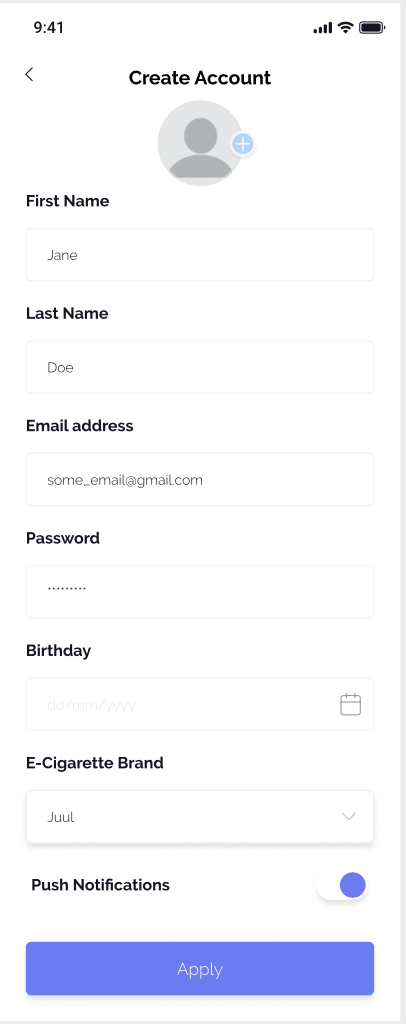 9:41
Create Account
First Name
Jane
Last Name
Doe
Email address
some_email@gmail.com
Password
*********
Birthday
dd/mm/yyyy
E-Cigarette Brand
Juul
Push Notifications
Apply